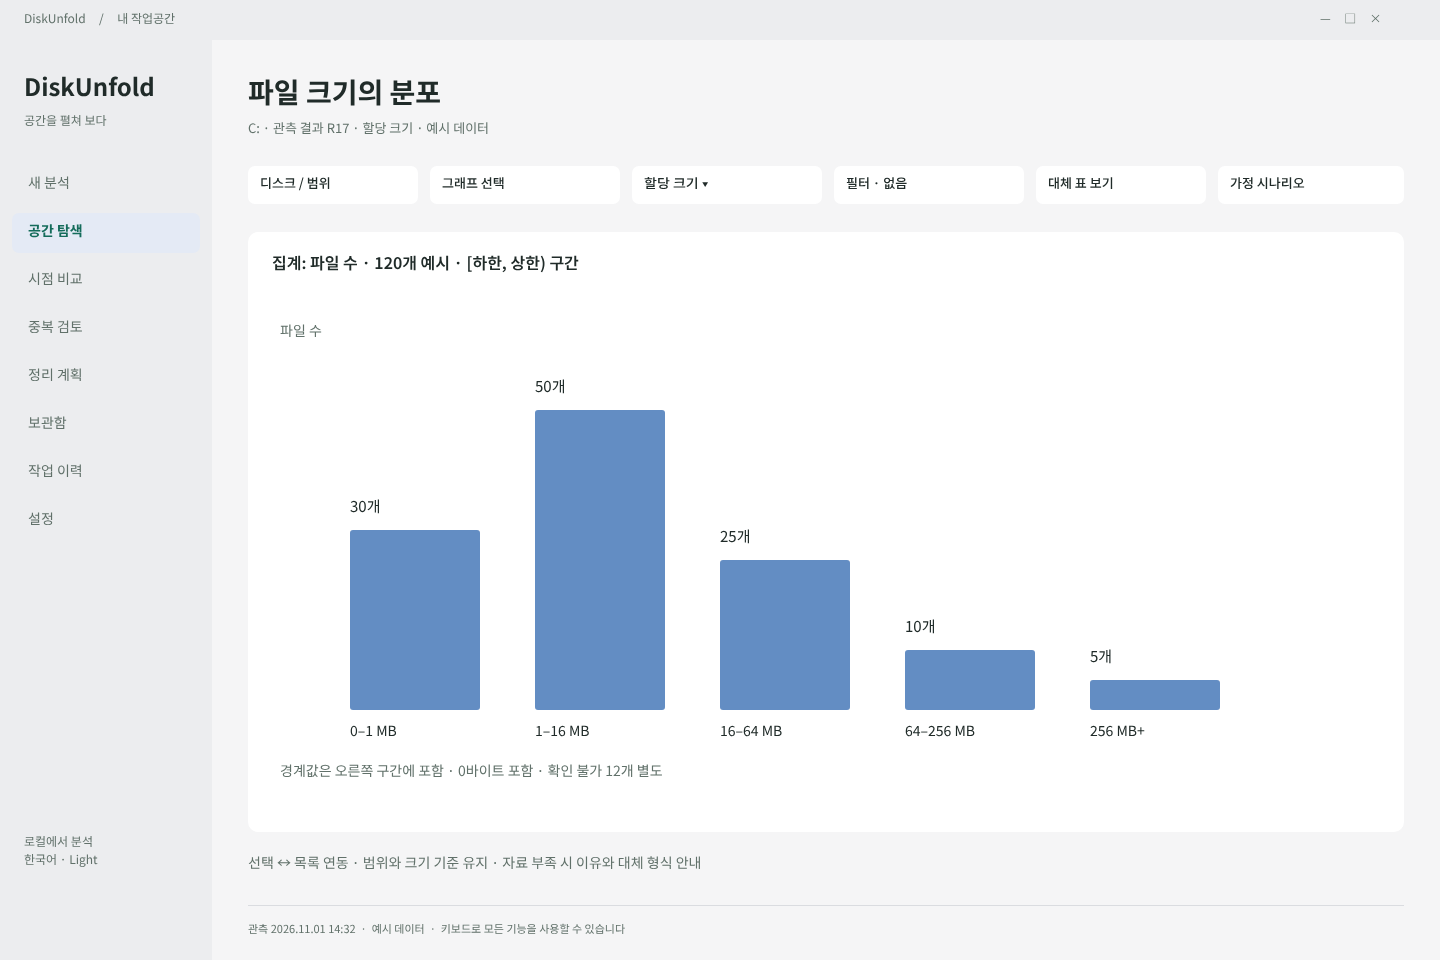 DiskUnfold / 내 작업공간
DiskUnfold
공간을 펼쳐 보다
새 분석
공간 탐색
시점 비교
중복 검토
정리 계획
보관함
작업 이력
설정
로컬에서 분석
한국어 · Light
파일 크기의 분포
C: · 관측 결과 R17 · 할당 크기 · 예시 데이터
디스크 / 범위
그래프 선택
할당 크기 ▾
필터 · 없음
대체 표 보기
가정 시나리오
집계: 파일 수 · 120개 예시 · [하한, 상한) 구간
파일 수
30개
50개
25개
10개
5개
0–1 MB
1–16 MB
16–64 MB
64–256 MB
256 MB+
경계값은 오른쪽 구간에 포함 · 0바이트 포함 · 확인 불가 12개 별도
선택 ↔ 목록 연동 · 범위와 크기 기준 유지 · 자료 부족 시 이유와 대체 형식 안내
관측 2026.11.01 14:32 · 예시 데이터 · 키보드로 모든 기능을 사용할 수 있습니다